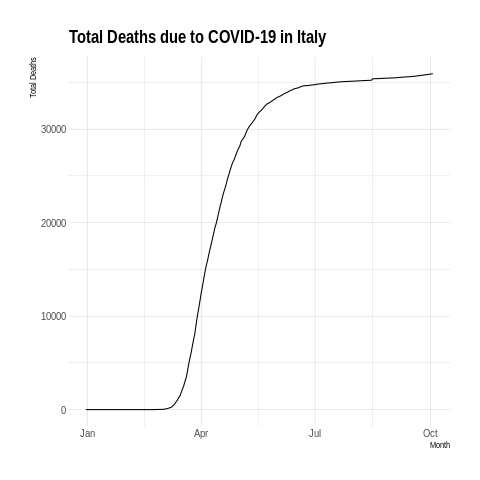 Total Deaths due to COVID-19 in Italy
Total Deaths
30000
20000
10000
0
Jan Apr Jul Oct
Month